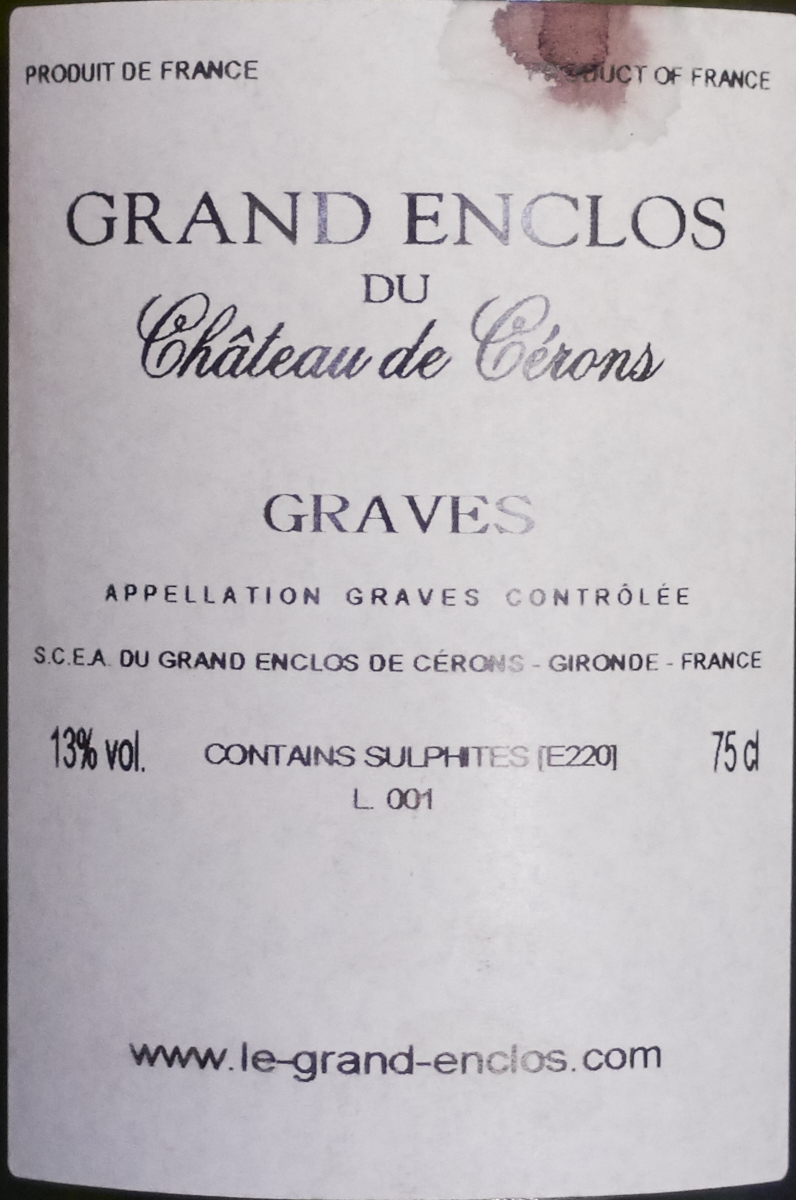 PRODUIT DE FRANCE
PRODUCT OF FRANCE
GRAND ENCLOS
DU
Château de Cérons
GRAVES
APPELLATION GRAVES CONTRÔLÉE
S.C.E.A. DU GRAND ENCLOS DE CÉRONS - GIRONDE - FRANCE
13% vol. CONTAINS SULPHITES [E220] 75 cl
L. 001
www.le-grand-enclos.com